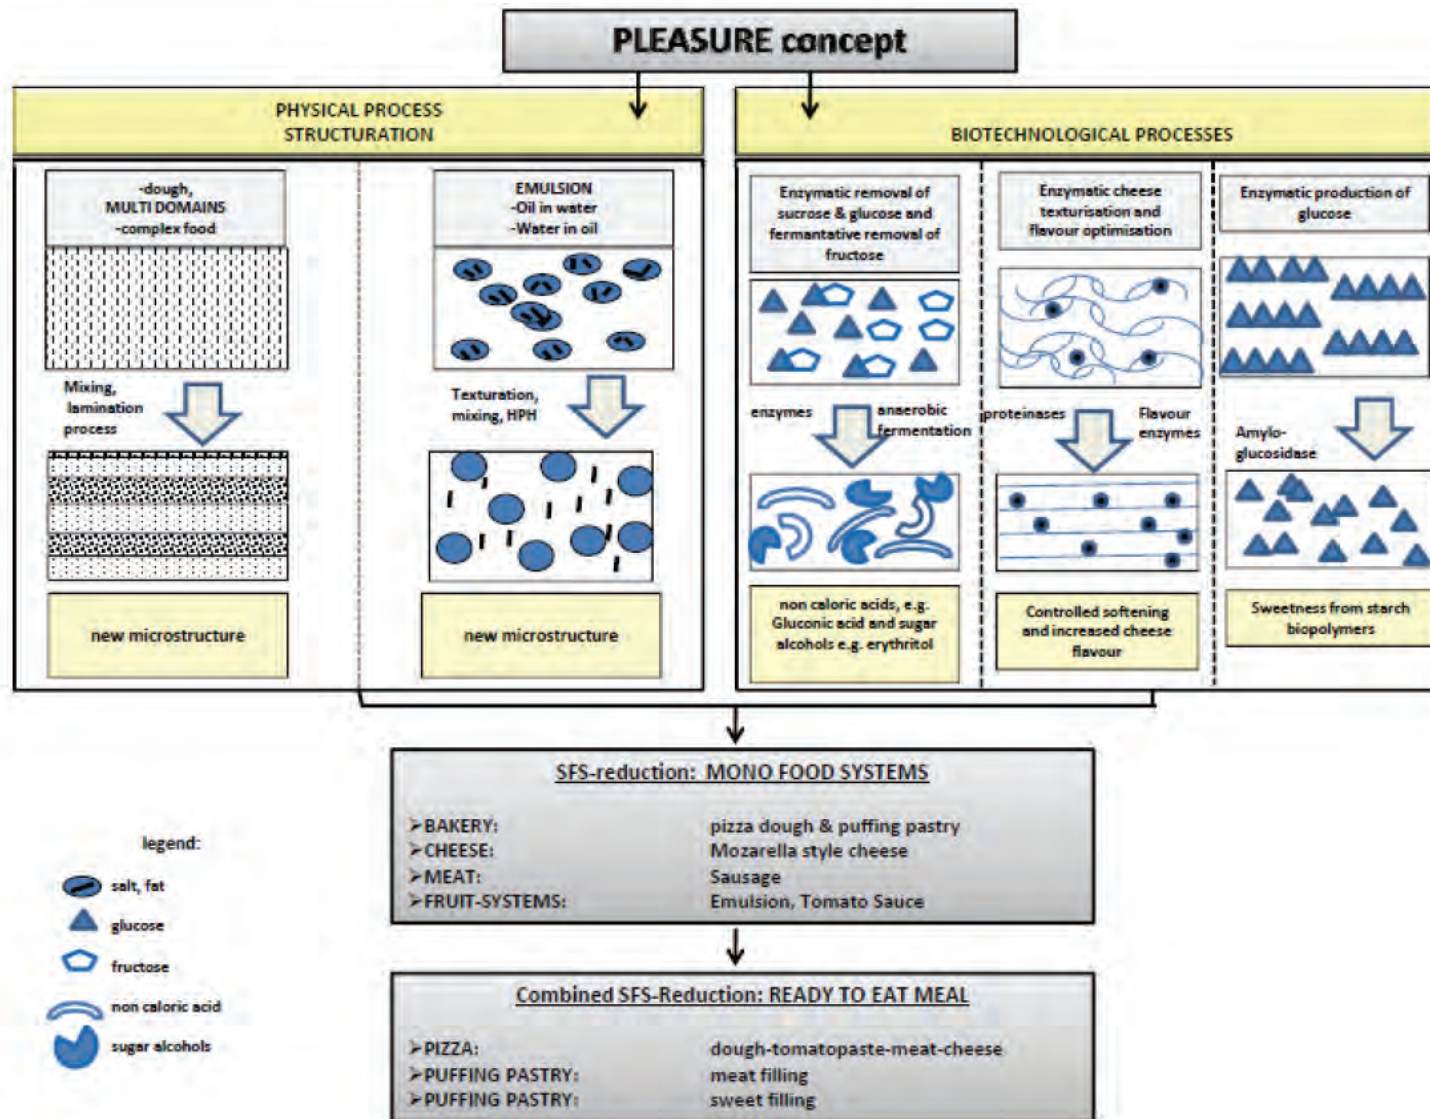 PLEASURE concept
PHYSICAL PROCESS
STRUCTURATION
-dough,
MULTI DOMAINS
-complex food
Mixing,
lamination
process
new microstructure
EMULSION
-Oil in water
-Water in oil
Texturation,
mixing, HPH
new microstructure
BIOTECHNOLOGICAL PROCESSES
Enzymatic removal of
sucrose & glucose and
fermantative removal of
fructose
enzymes
anaerobic
fermentation
non caloric acids, e.g.
Gluconic acid and sugar
alcohols e.g. erythritol
Enzymatic cheese
texturisation and
flavour optimisation
proteinases
Flavour
enzymes
Controlled softening
and increased cheese
flavour
Enzymatic production of
glucose
Amylo-
glucosidase
Sweetness from starch
biopolymers
SFS-reduction: MONO FOOD SYSTEMS
➢BAKERY: pizza dough & puffing pastry
➢CHEESE: Mozarella style cheese
➢MEAT: Sausage
➢FRUIT-SYSTEMS: Emulsion, Tomato Sauce
Combined SFS-Reduction: READY TO EAT MEAL
➢PIZZA: dough-tomatopaste-meat-cheese
➢PUFFING PASTRY: meat filling
➢PUFFING PASTRY: sweet filling
legend:
salt, fat
glucose
fructose
non caloric acid
sugar alcohols